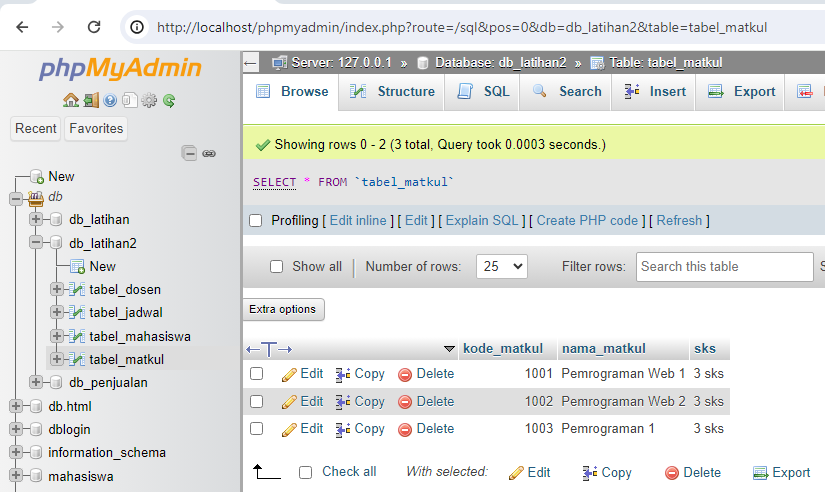 http://localhost/phpmyadmin/index.php?route=/sql&pos=0&db=db_latihan2&table=tabel_matkul
phpMyAdmin
Recent Favorites
New
db
db_latihan
db_latihan2
New
tabel_dosen
tabel_jadwal
tabel_mahasiswa
tabel_matkul
db_penjualan
db.html
dblogin
information_schema
mahasiswa
Server: 127.0.0.1 » Database: db_latihan2 » Table: tabel_matkul
Browse Structure SQL Search Insert Export
Showing rows 0 - 2 (3 total, Query took 0.0003 seconds.)
SELECT * FROM `tabel_matkul`
Profiling [ Edit inline ] [ Edit ] [ Explain SQL ] [ Create PHP code ] [ Refresh ]
Show all Number of rows: 25 Filter rows: Search this table
Extra options
kode_matkul nama_matkul sks
Edit Copy Delete 1001 Pemrograman Web 1 3 sks
Edit Copy Delete 1002 Pemrograman Web 2 3 sks
Edit Copy Delete 1003 Pemrograman 1 3 sks
Check all With selected: Edit Copy Delete Export